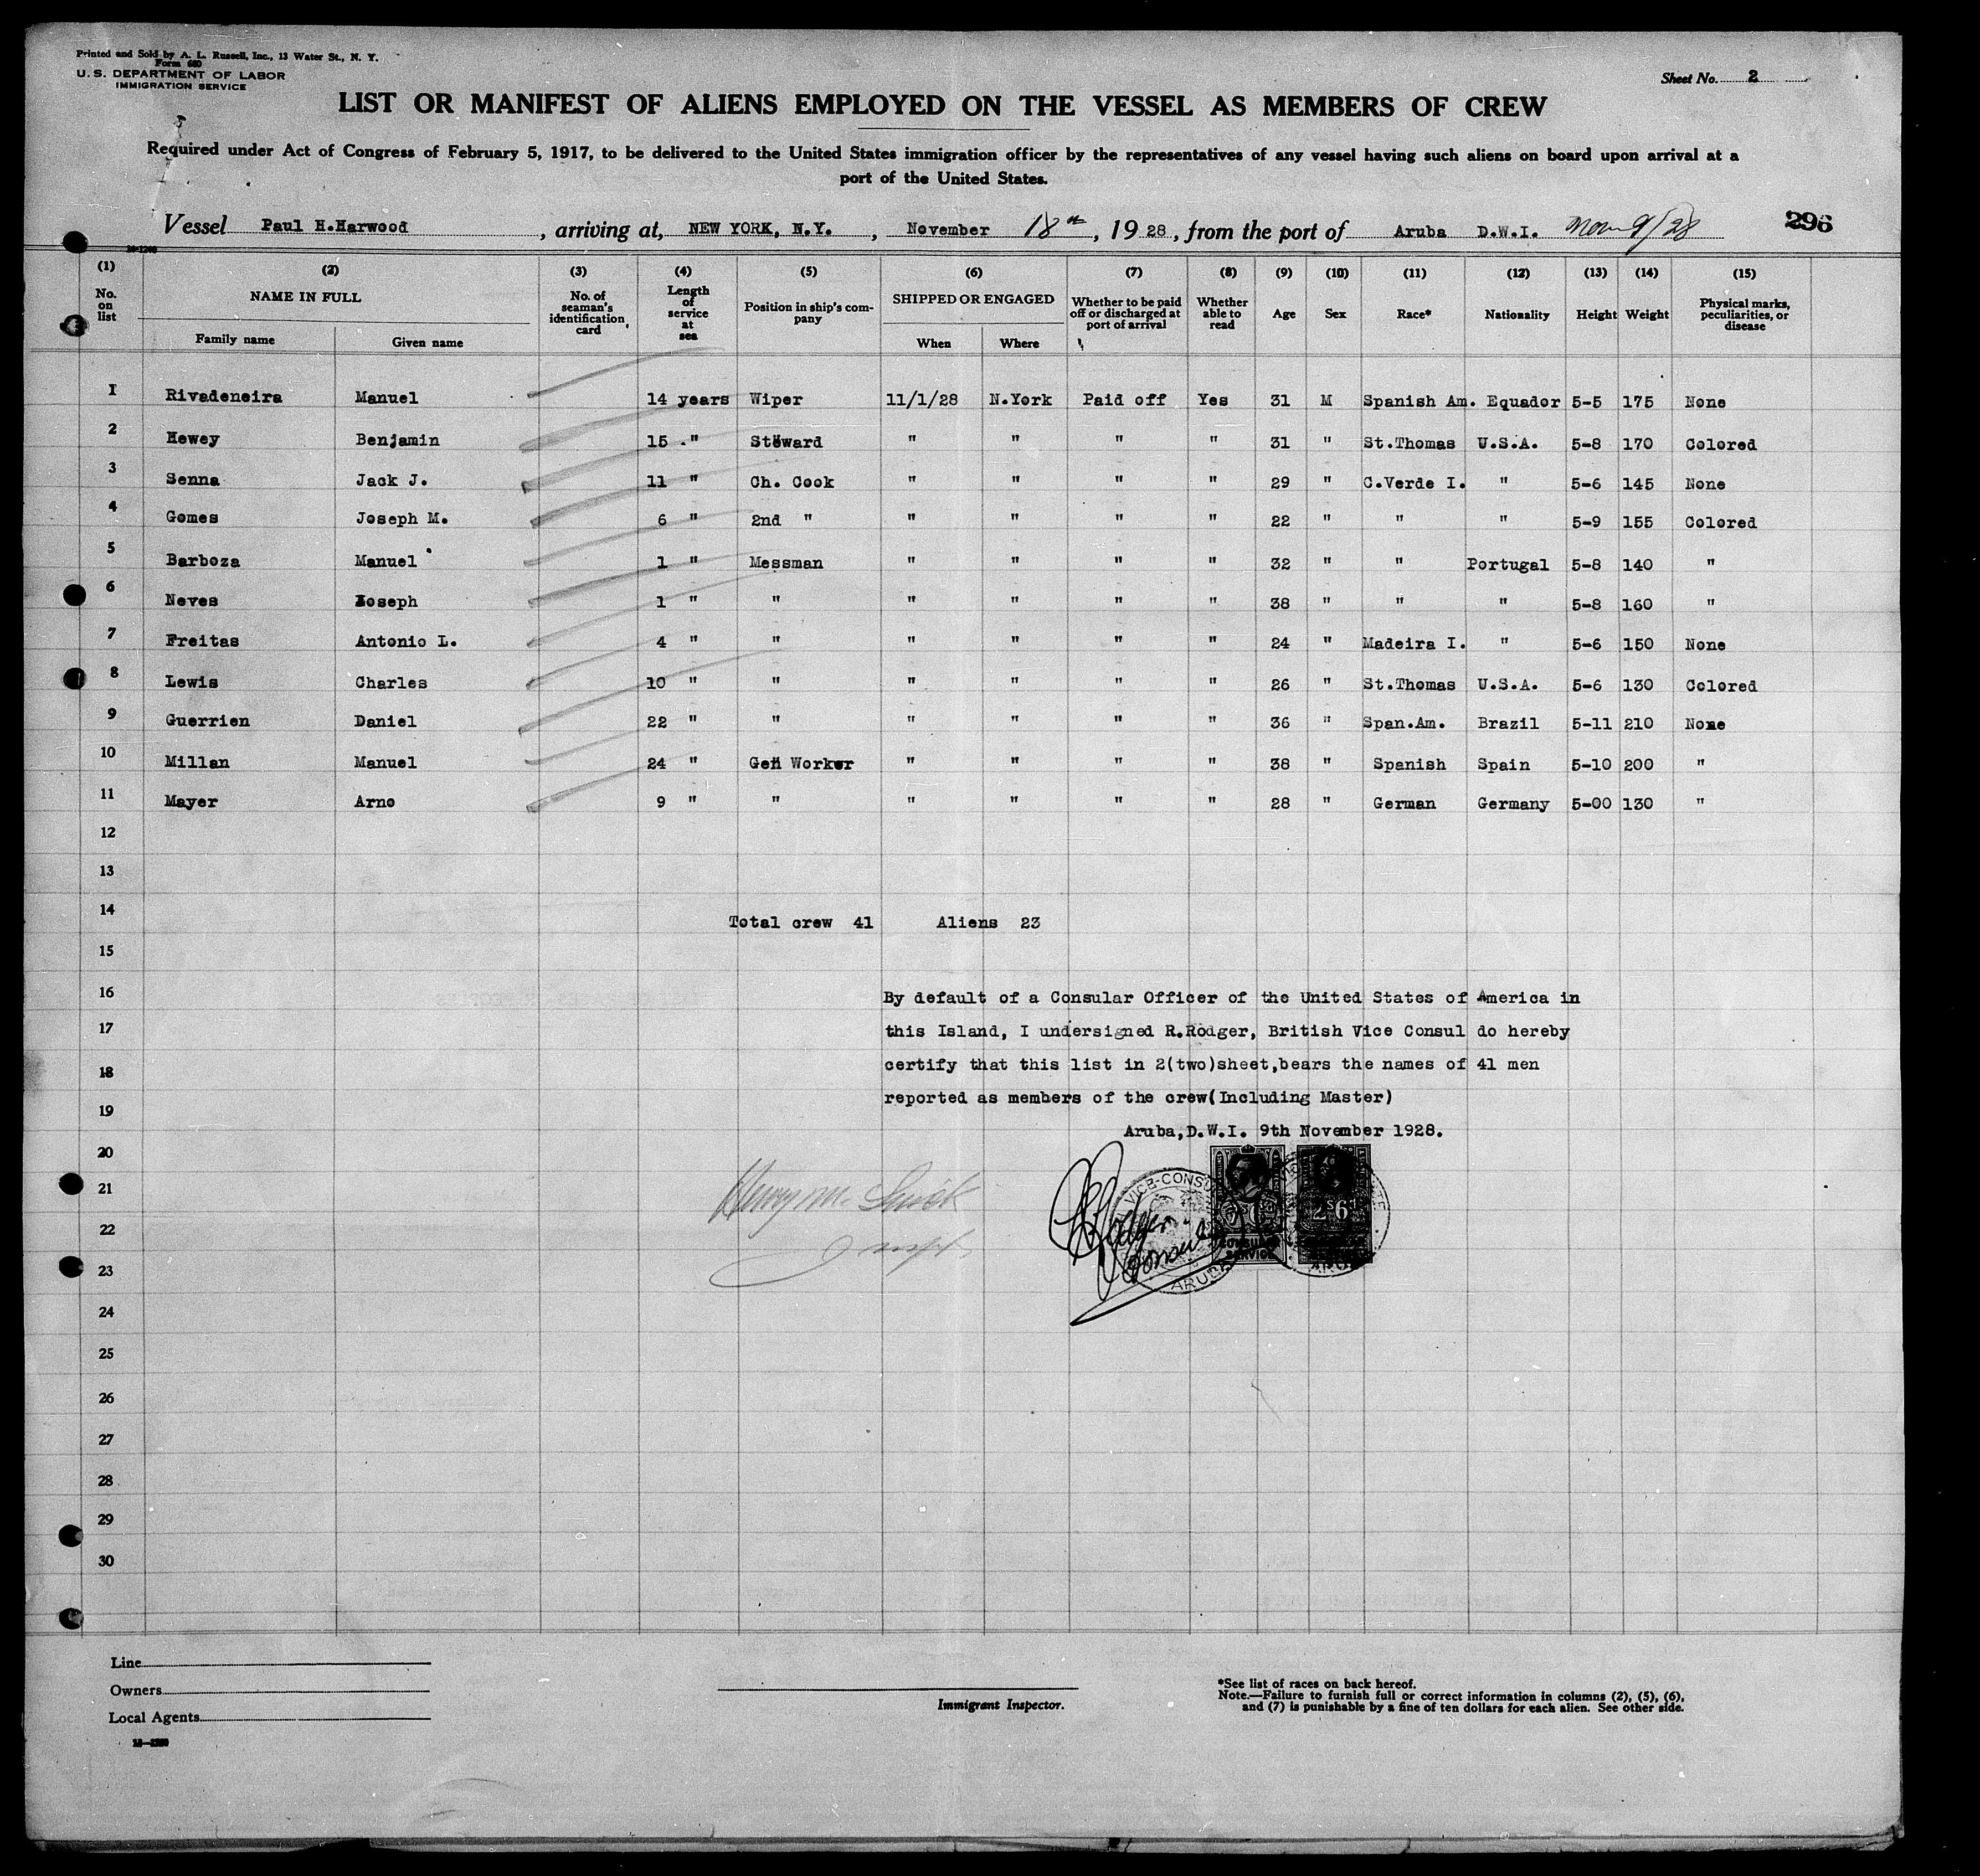 Printed and Sold by A. L. Russell, Inc., 13 Water St., N. Y.
Form 680
U. S. DEPARTMENT OF LABOR
IMMIGRATION SERVICE
Sheet No. 2
LIST OR MANIFEST OF ALIENS EMPLOYED ON THE VESSEL AS MEMBERS OF CREW
Required under Act of Congress of February 5, 1917, to be delivered to the United States immigration officer by the representatives of any vessel having such aliens on board upon arrival at a
port of the United States.
Vessel Paul H.Harwood , arriving at, NEW YORK, N.Y. , November 18th , 19 28 , from the port of Aruba D.W.I. Nov 9/28 296
(1) (2) (3) (4) (5) (6) (7) (8) (9) (10) (11) (12) (13) (14) (15)
No. on list NAME IN FULL Family name Given name No. of seaman's identification card Length of service at sea Position in ship's company SHIPPED OR ENGAGED When Where Whether to be paid off or discharged at port of arrival Whether able to read Age Sex Race* Nationality Height Weight Physical marks, peculiarities, or disease
1 Rivadeneira Manuel 14 years Wiper 11/1/28 N.York Paid off Yes 31 M Spanish Am. Equador 5-5 175 None
2 Hewey Benjamin 15 " Steward " " " " 31 " St.Thomas U.S.A. 5-8 170 Colored
3 Senna Jack J. 11 " Ch. Cook " " " " 29 " C.Verde I. " 5-6 145 None
4 Gomes Joseph M. 6 " 2nd " " " " " 22 " " " 5-9 155 Colored
5 Barboza Manuel 1 " Messman " " " " 32 " " Portugal 5-8 140 "
6 Neves Joseph 1 " " " " " " 38 " " " 5-8 160 "
7 Freitas Antonio L. 4 " " " " " " 24 " Madeira I. " 5-6 150 None
8 Lewis Charles 10 " " " " " " 26 " St.Thomas U.S.A. 5-6 130 Colored
9 Guerrien Daniel 22 " " " " " " 36 " Span.Am. Brazil 5-11 210 None
10 Millan Manuel 24 " Gen Worker " " " " 38 " Spanish Spain 5-10 200 "
11 Mayer Arno 9 " " " " " " 28 " German Germany 5-00 130 "
12
13
14 Total crew 41 Aliens 23
15
16 By default of a Consular Officer of the United States of America in
17 this Island, I undersigned R.Rodger, British Vice Consul do hereby
18 certify that this list in 2(two)sheet,bears the names of 41 men
19 reported as members of the crew(Including Master)
Aruba,D.W.I. 9th November 1928.
20
21
22
23
24
25
26
27
28
29
30
VICE-CONSU
ARUBA
CONSULAR SERVICE
2s6
Line
Owners
Local Agents
Immigrant Inspector.
*See list of races on back hereof.
Note.—Failure to furnish full or correct information in columns (2), (5), (6),
and (7) is punishable by a fine of ten dollars for each alien. See other side.